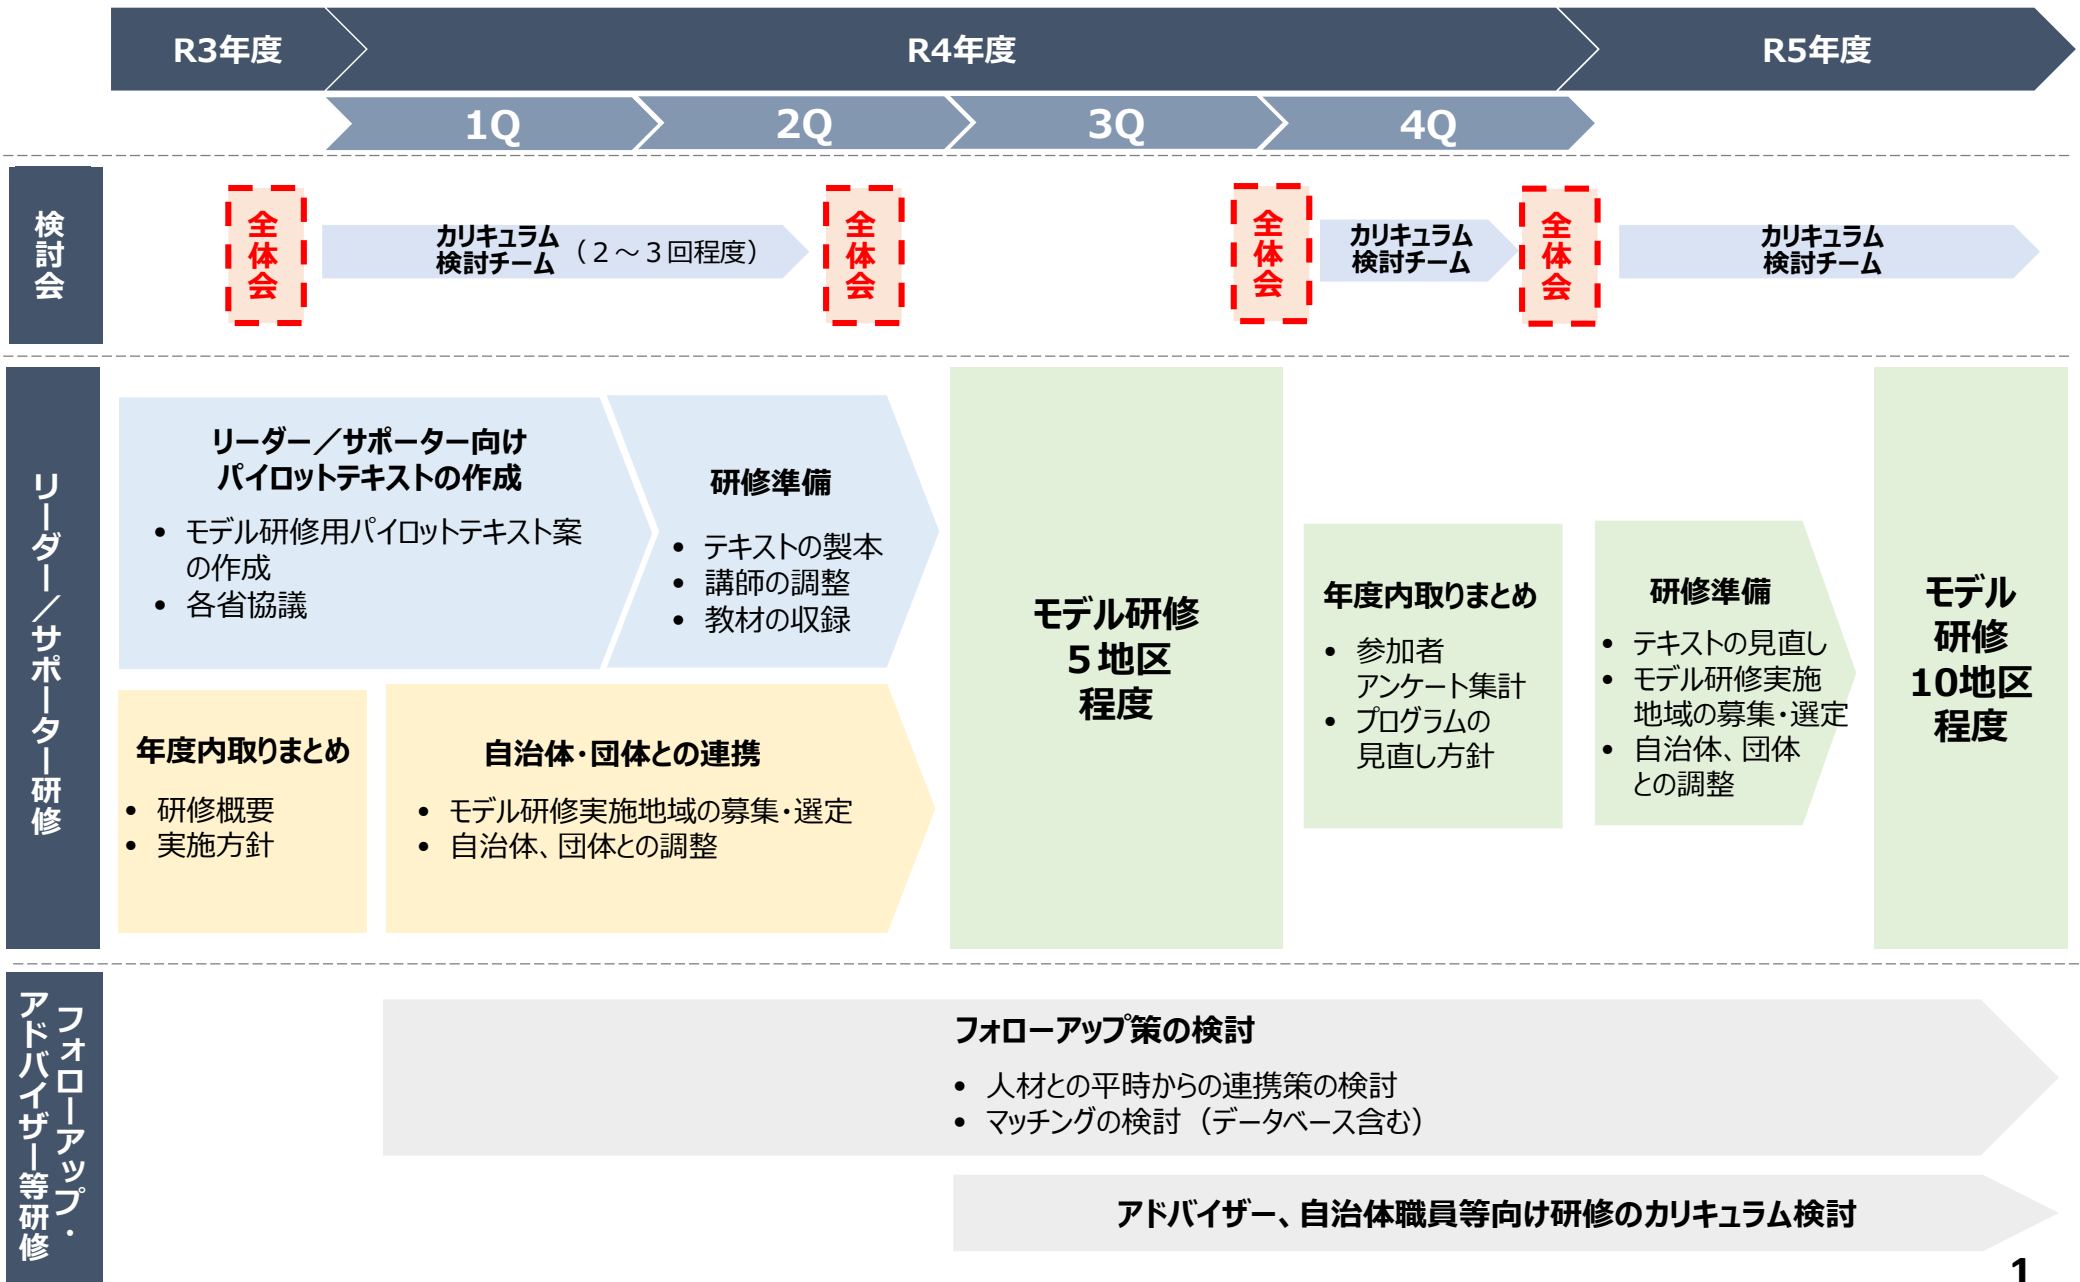 R3年度
R4年度
R5年度
1Q
2Q
3Q
4Q
検討会
全体会
カリキュラム
検討チーム
（２～３回程度）
全体会
全体会
カリキュラム
検討チーム
全体会
カリキュラム
検討チーム
リーダー／サポーター研修
リーダー／サポーター向け
パイロットテキストの作成
• モデル研修用パイロットテキスト案
の作成
• 各省協議
研修準備
• テキストの製本
• 講師の調整
• 教材の収録
年度内取りまとめ
• 研修概要
• 実施方針
自治体・団体との連携
• モデル研修実施地域の募集・選定
• 自治体、団体との調整
モデル研修
５地区
程度
年度内取りまとめ
• 参加者
アンケート集計
• プログラムの
見直し方針
研修準備
• テキストの見直し
• モデル研修実施
地域の募集・選定
• 自治体、団体
との調整
モデル
研修
10地区
程度
フォローアップ・
アドバイザー等研修
フォローアップ策の検討
• 人材との平時からの連携策の検討
• マッチングの検討（データベース含む）
アドバイザー、自治体職員等向け研修のカリキュラム検討
1